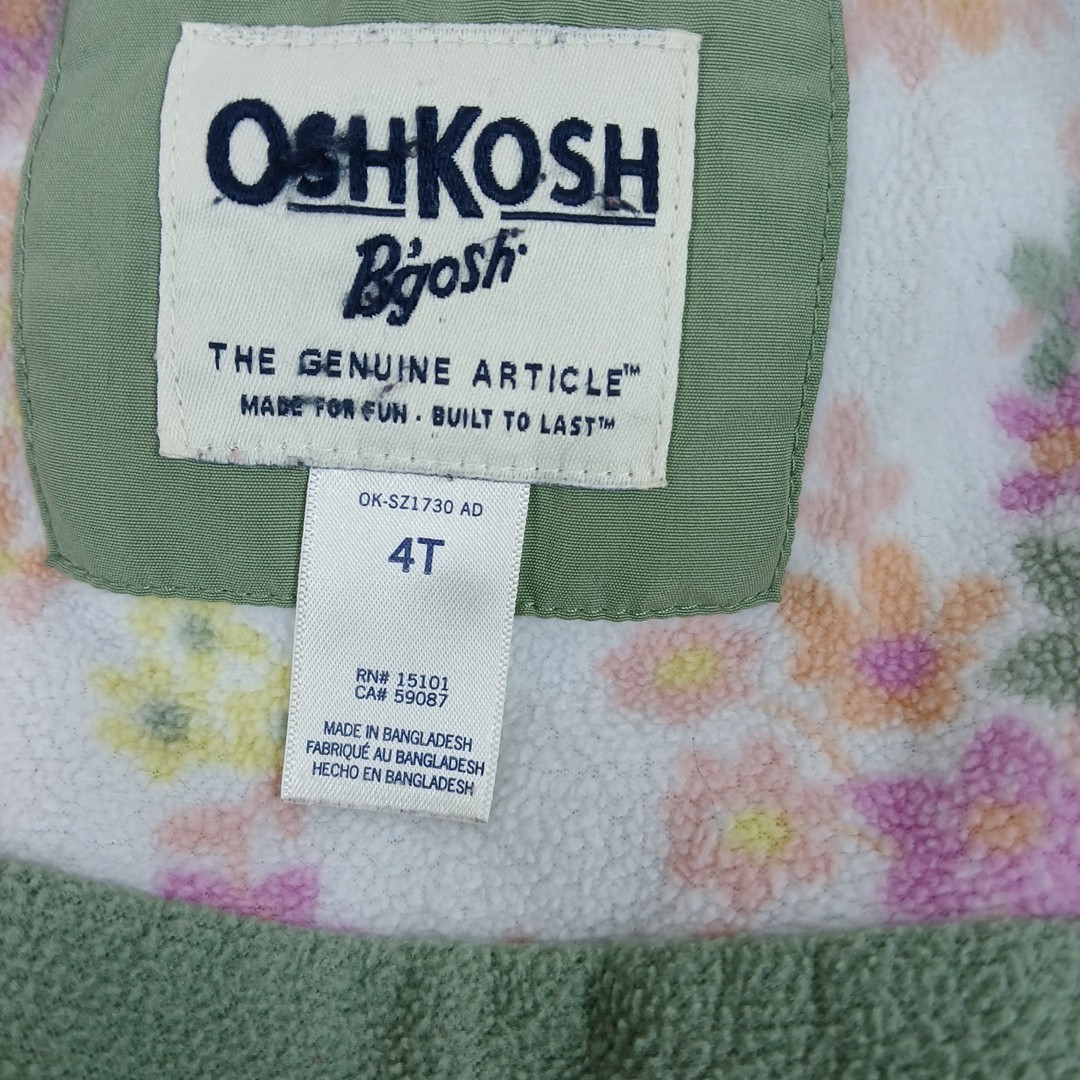 OSHKOSH
B'gosh.
THE GENUINE ARTICLE™
MADE FOR FUN · BUILT TO LAST™
OK-SZ1730 AD
4T
RN# 15101
CA# 59087
MADE IN BANGLADESH
FABRIQUÉ AU BANGLADESH
HECHO EN BANGLADESH